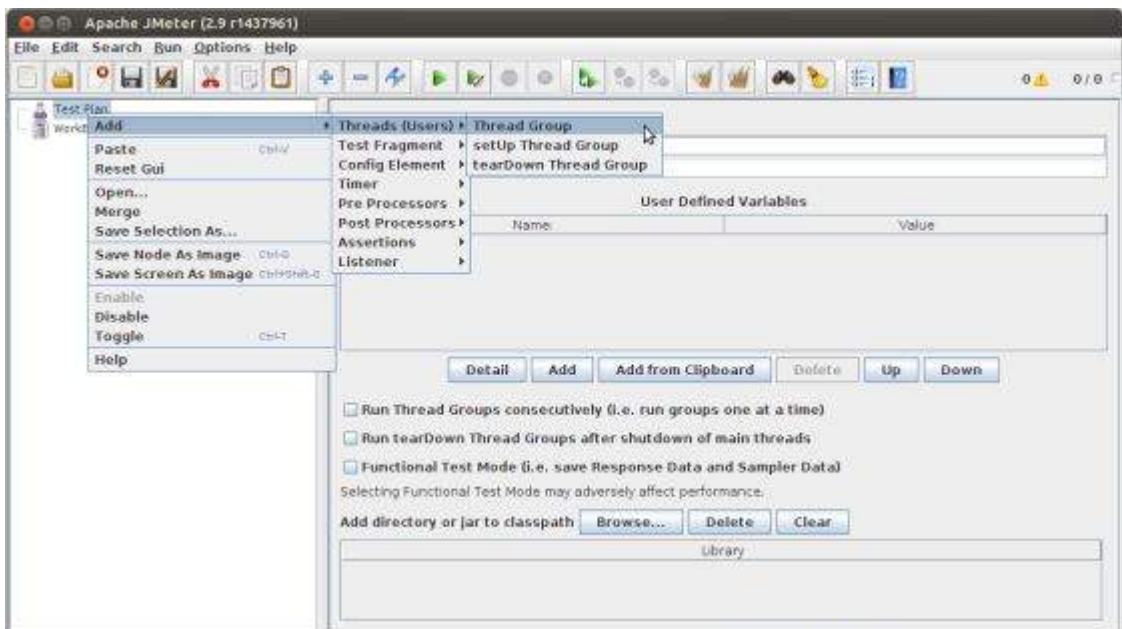 Apache JMeter (2.9 r1437961)
File Edit Search Run Options Help
0 0 / 0
Test Plan
Add Threads (Users) Thread Group
Test Fragment setUp Thread Group
Paste Ctrl-V
Config Element tearDown Thread Group
Reset Gui
Timer
Open...
Pre Processors User Defined Variables
Merge
Post Processors Name: Value
Save Selection As...
Assertions
Save Node As Image Ctrl-G
Listener
Save Screen As Image Ctrl+Shift-G
Enable
Disable
Toggle Ctrl-T
Help
Detail Add Add from Clipboard Delete Up Down
Run Thread Groups consecutively (i.e. run groups one at a time)
Run tearDown Thread Groups after shutdown of main threads
Functional Test Mode (i.e. save Response Data and Sampler Data)
Selecting Functional Test Mode may adversely affect performance.
Add directory or jar to classpath Browse... Delete Clear
Library